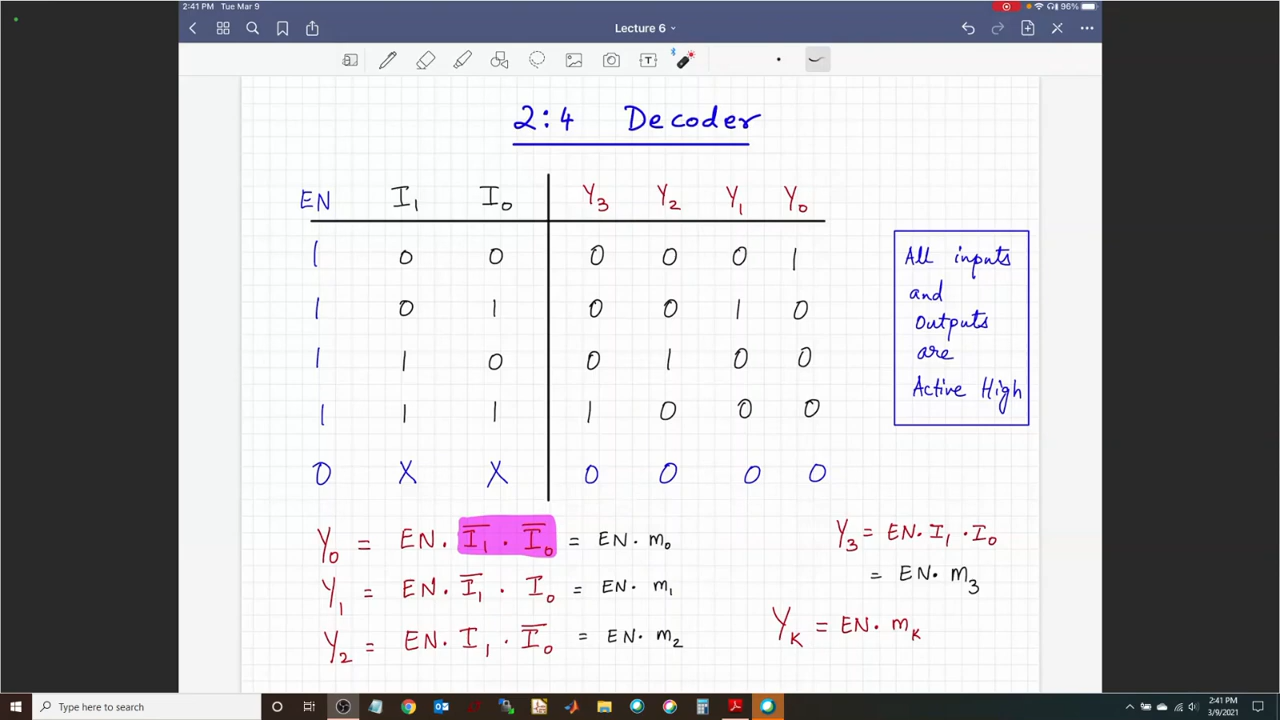 2:41 PM Tue Mar 9
96%
Lecture 6
2:4 Decoder
EN I₁ I₀ Y₃ Y₂ Y₁ Y₀
1 0 0 0 0 0 1
1 0 1 0 0 1 0
1 1 0 0 1 0 0
1 1 1 1 0 0 0
0 X X 0 0 0 0
All inputs
and
Outputs
are
Active High
Y₀ = EN. I̅₁ . I̅₀ = EN. m₀
Y₁ = EN. I̅₁ . I₀ = EN. m₁
Y₂ = EN. I₁ . I̅₀ = EN. m₂
Y₃ = EN. I₁ . I₀
= EN. m₃
Yₖ = EN. mₖ
Type here to search
2:41 PM
3/9/2021